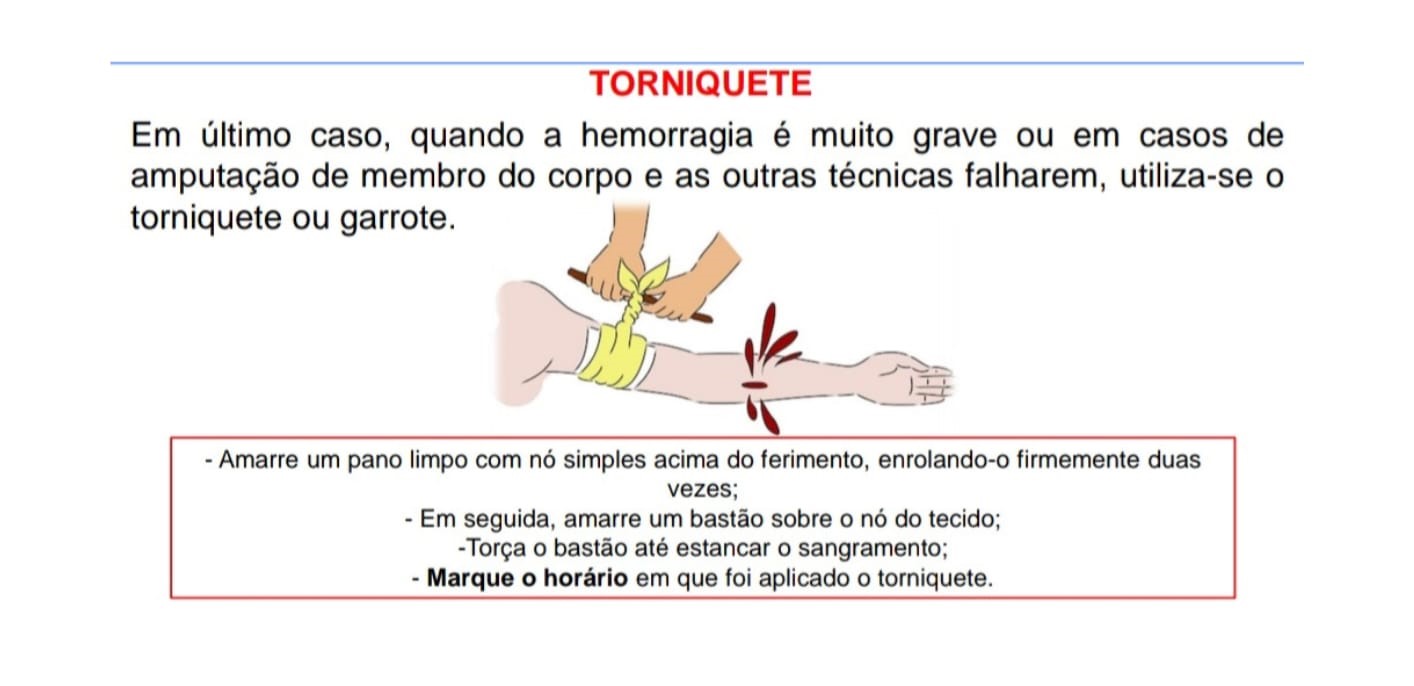 TORNIQUETE
Em último caso, quando a hemorragia é muito grave ou em casos de
amputação de membro do corpo e as outras técnicas falharem, utiliza-se o
torniquete ou garrote.
- Amarre um pano limpo com nó simples acima do ferimento, enrolando-o firmemente duas
vezes;
- Em seguida, amarre um bastão sobre o nó do tecido;
-Torça o bastão até estancar o sangramento;
- Marque o horário em que foi aplicado o torniquete.